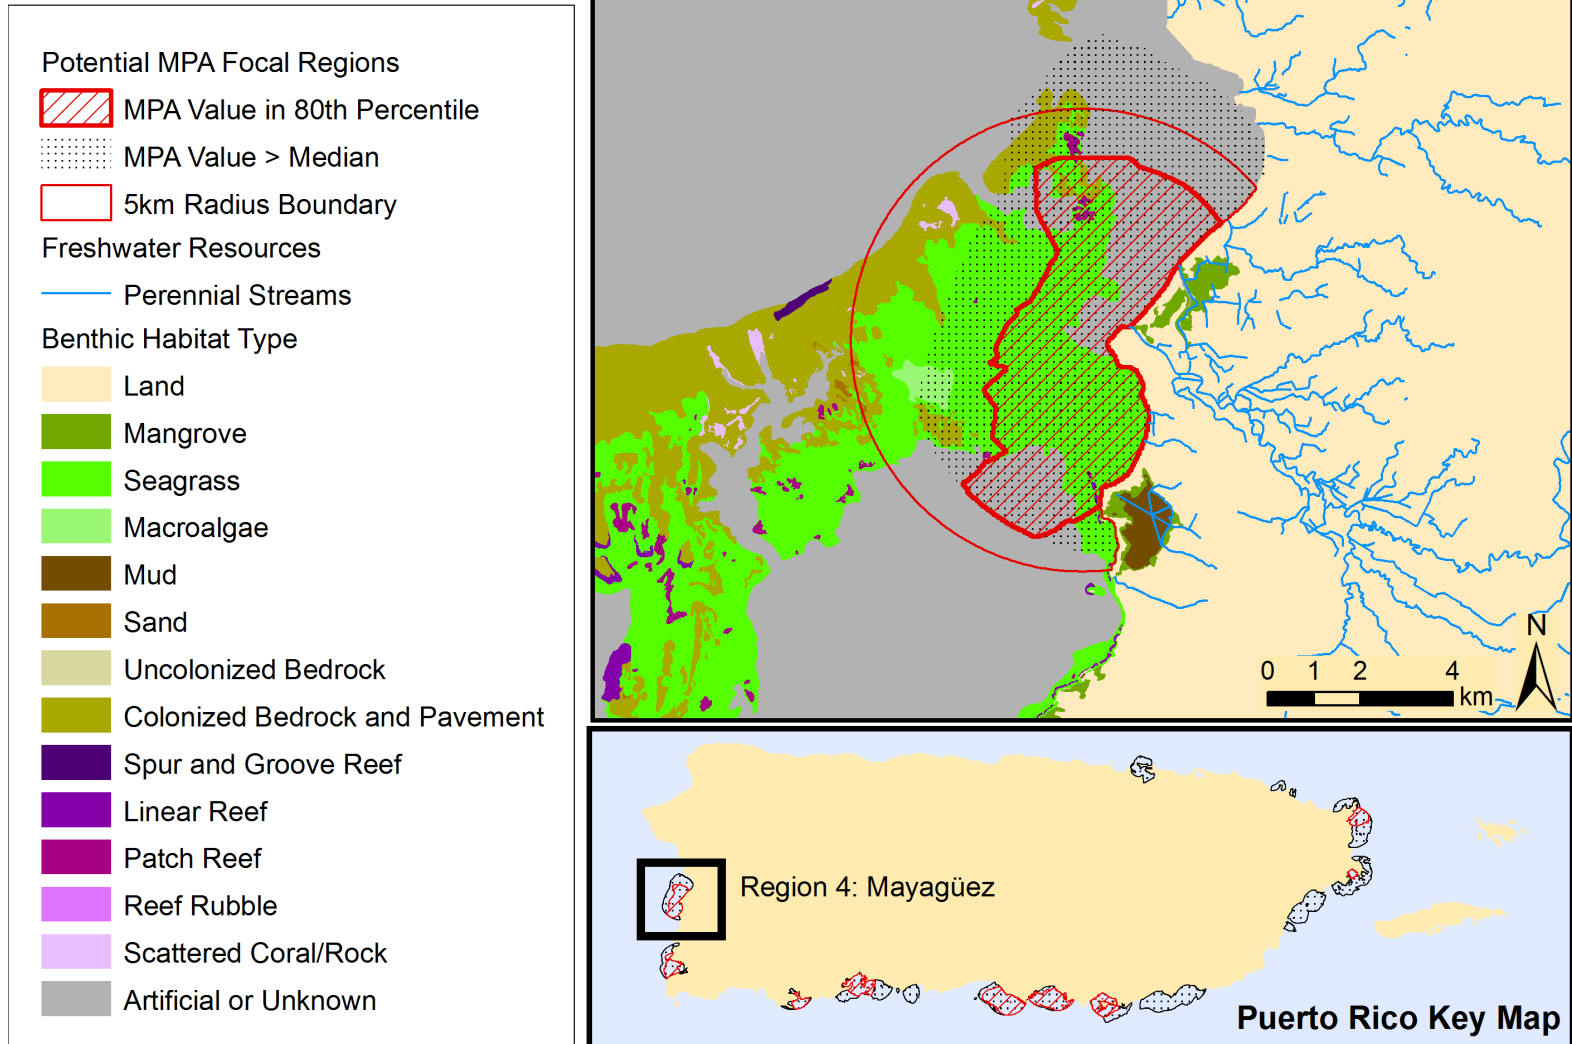 Potential MPA Focal Regions
MPA Value in 80th Percentile
MPA Value > Median
5km Radius Boundary
Freshwater Resources
Perennial Streams
Benthic Habitat Type
Land
Mangrove
Seagrass
Macroalgae
Mud
Sand
Uncolonized Bedrock
Colonized Bedrock and Pavement
Spur and Groove Reef
Linear Reef
Patch Reef
Reef Rubble
Scattered Coral/Rock
Artificial or Unknown
N
0 1 2 4
km
Region 4: Mayagüez
Puerto Rico Key Map